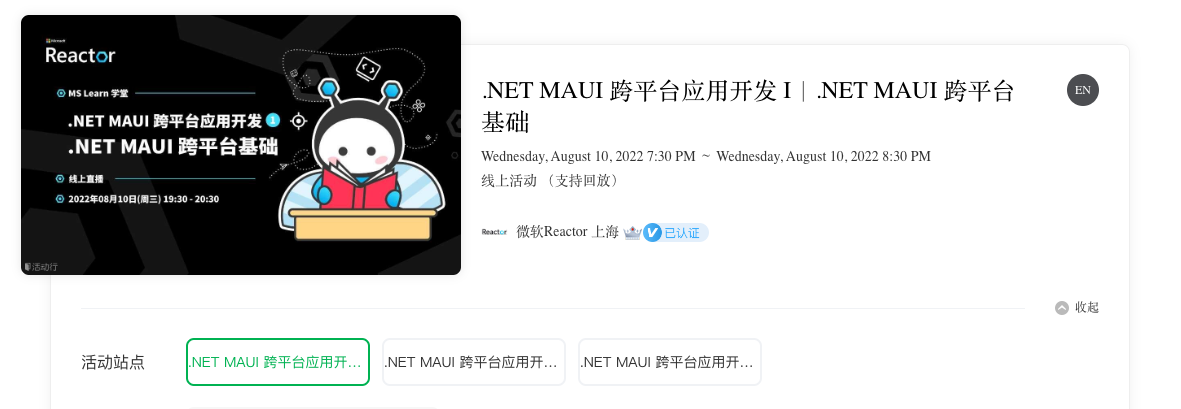 Microsoft
Reactor
MS Learn 学堂
.NET MAUI 跨平台应用开发 1
.NET MAUI 跨平台基础
线上直播
2022年08月10日(周三) 19:30 - 20:30
活动行
.NET MAUI 跨平台应用开发 I｜.NET MAUI 跨平台
基础
EN
Wednesday, August 10, 2022 7:30 PM ~ Wednesday, August 10, 2022 8:30 PM
线上活动 （支持回放）
Reactor 微软Reactor 上海 V 已认证
收起
活动站点
.NET MAUI 跨平台应用开…
.NET MAUI 跨平台应用开…
.NET MAUI 跨平台应用开…